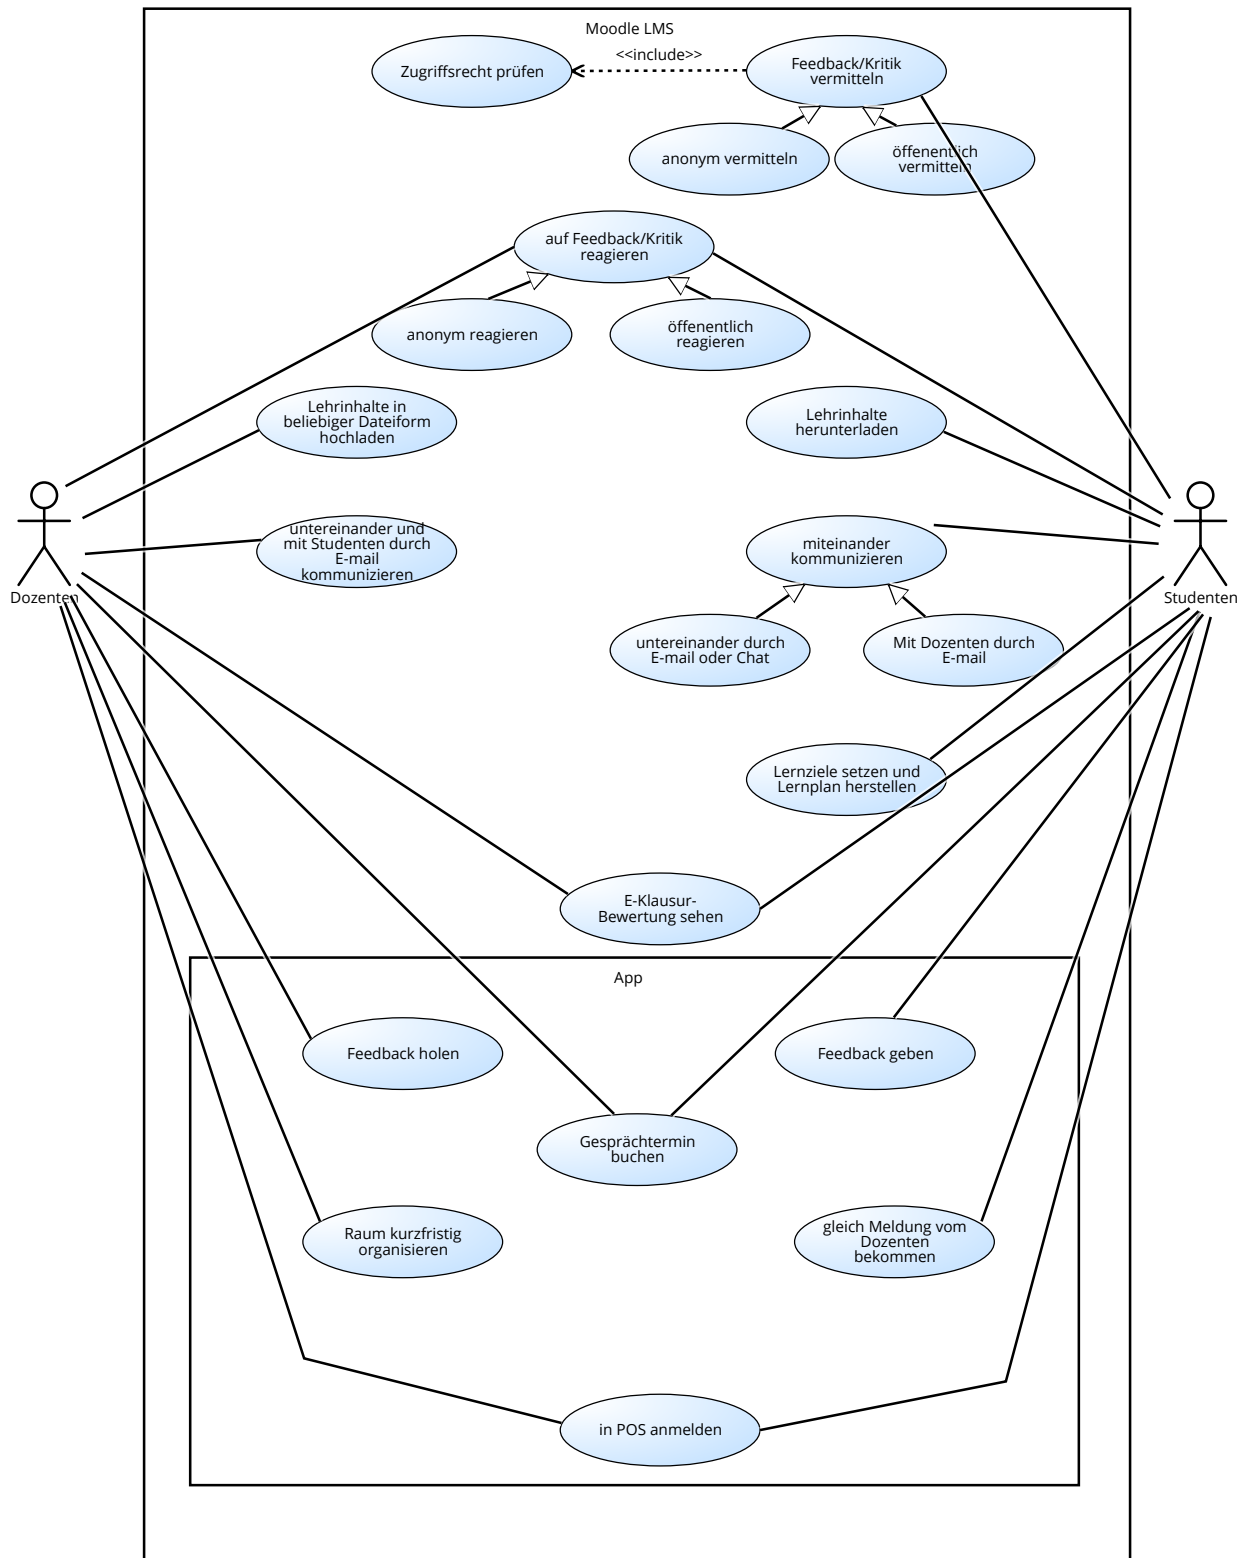 Moodle LMS
<<include>>
Zugriffsrecht prüfen
Feedback/Kritik
vermitteln
anonym vermitteln
öffenentlich
vermitteln
auf Feedback/Kritik
reagieren
anonym reagieren
öffenentlich
reagieren
Lehrinhalte in
beliebiger Dateiform
hochladen
Lehrinhalte
herunterladen
untereinander und
mit Studenten durch
E-mail
kommunizieren
miteinander
kommunizieren
Dozenten
Studenten
untereinander durch
E-mail oder Chat
Mit Dozenten durch
E-mail
Lernziele setzen und
Lernplan herstellen
E-Klausur-
Bewertung sehen
App
Feedback holen
Feedback geben
Gesprächtermin
buchen
Raum kurzfristig
organisieren
gleich Meldung vom
Dozenten
bekommen
in POS anmelden